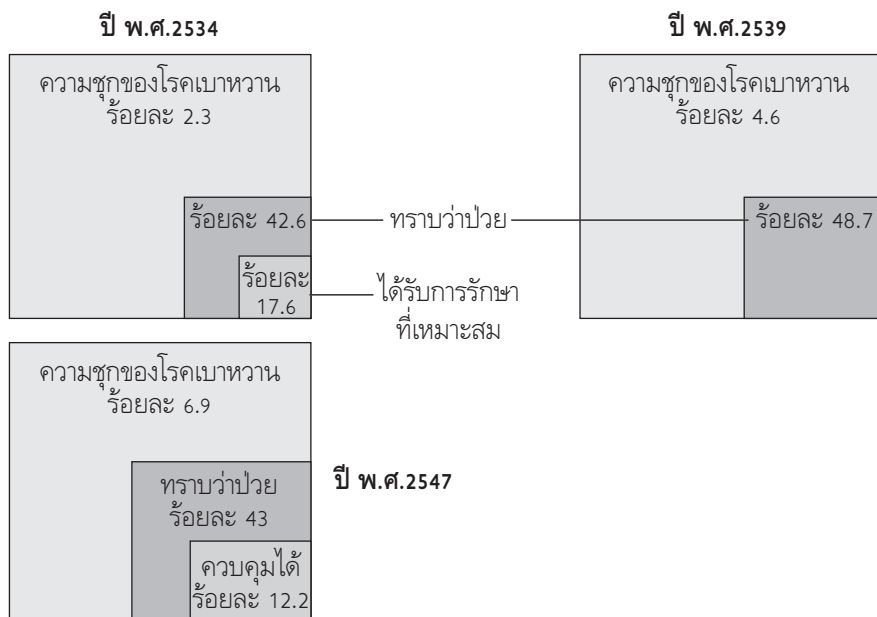 ปี พ.ศ.2534
ความชุกของโรคเบาหวาน
ร้อยละ 2.3
ร้อยละ 42.6
ร้อยละ
17.6
ทราบว่าป่วย
ได้รับการรักษา
ที่เหมาะสม
ปี พ.ศ.2539
ความชุกของโรคเบาหวาน
ร้อยละ 4.6
ร้อยละ 48.7
ความชุกของโรคเบาหวาน
ร้อยละ 6.9
ทราบว่าป่วย
ร้อยละ 43
ควบคุมได้
ร้อยละ 12.2
ปี พ.ศ.2547